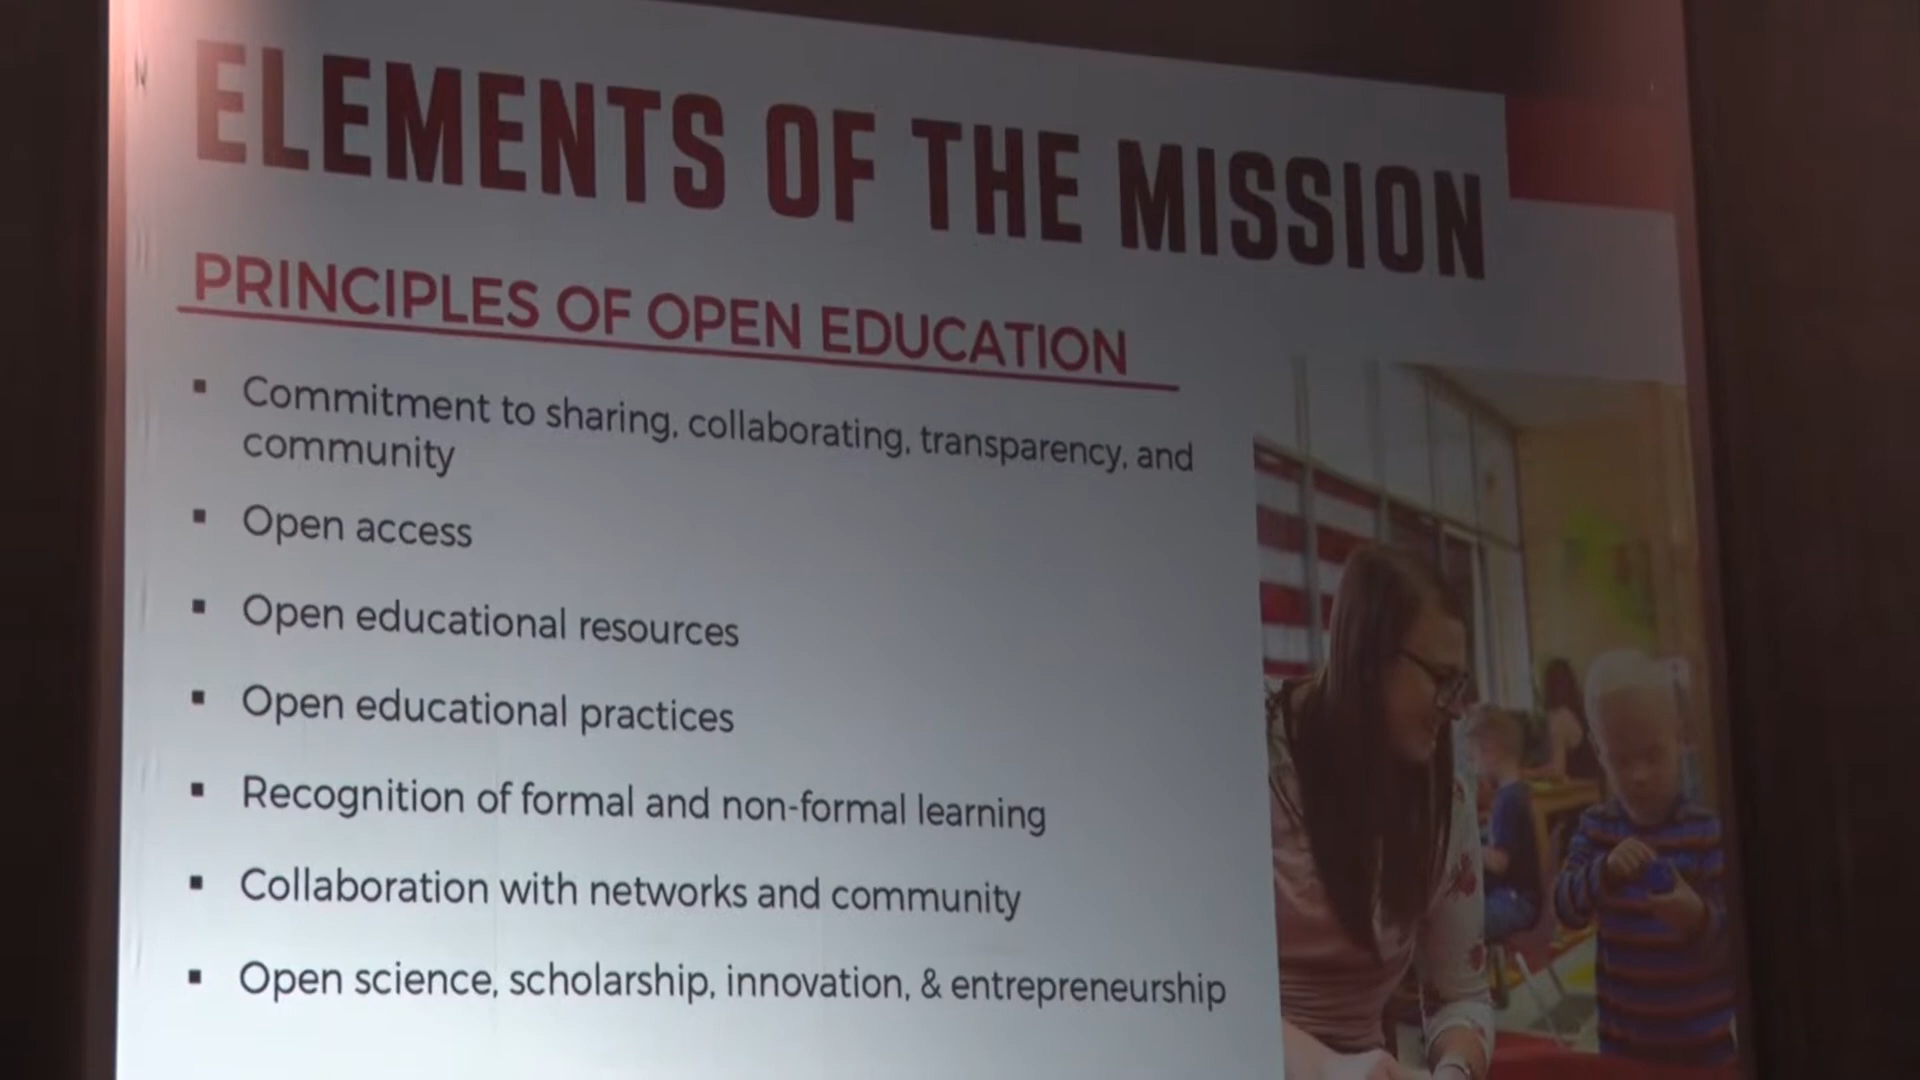 ELEMENTS OF THE MISSION
PRINCIPLES OF OPEN EDUCATION
▪ Commitment to sharing, collaborating, transparency, and
community
▪ Open access
▪ Open educational resources
▪ Open educational practices
▪ Recognition of formal and non-formal learning
▪ Collaboration with networks and community
▪ Open science, scholarship, innovation, & entrepreneurship